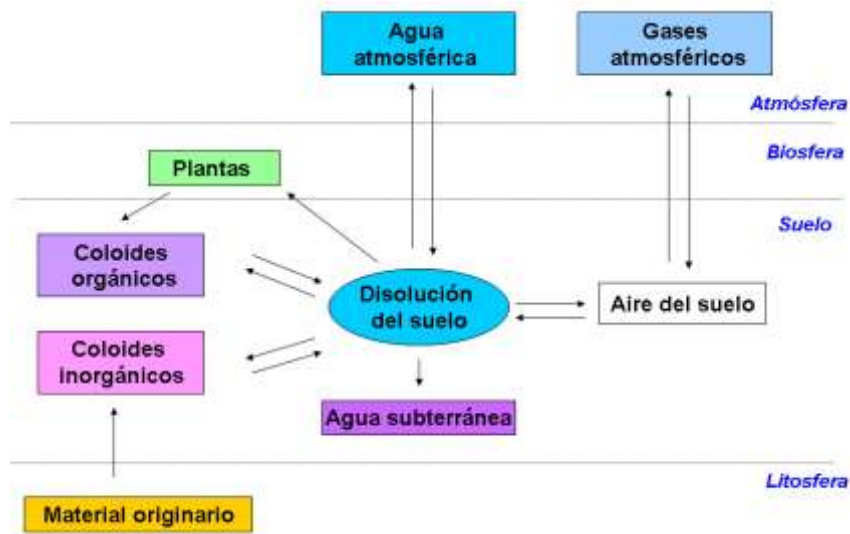 Agua
atmosférica
Gases
atmosféricos
Atmósfera
Biosfera
Plantas
Suelo
Coloides
orgánicos
Disolución
del suelo
Aire del suelo
Coloides
inorgánicos
Agua subterránea
Litosfera
Material originario